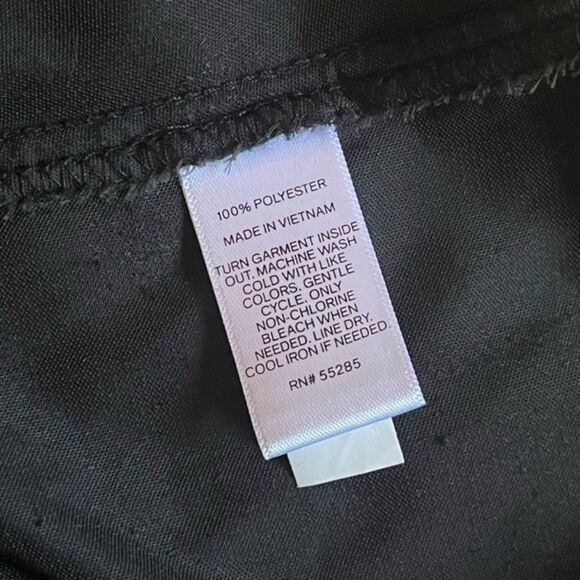 100% POLYESTER
MADE IN VIETNAM
TURN GARMENT INSIDE
OUT. MACHINE WASH
COLD WITH LIKE
COLORS. GENTLE
CYCLE. ONLY
NON-CHLORINE
BLEACH WHEN
NEEDED. LINE DRY.
COOL IRON IF NEEDED.
RN# 55285